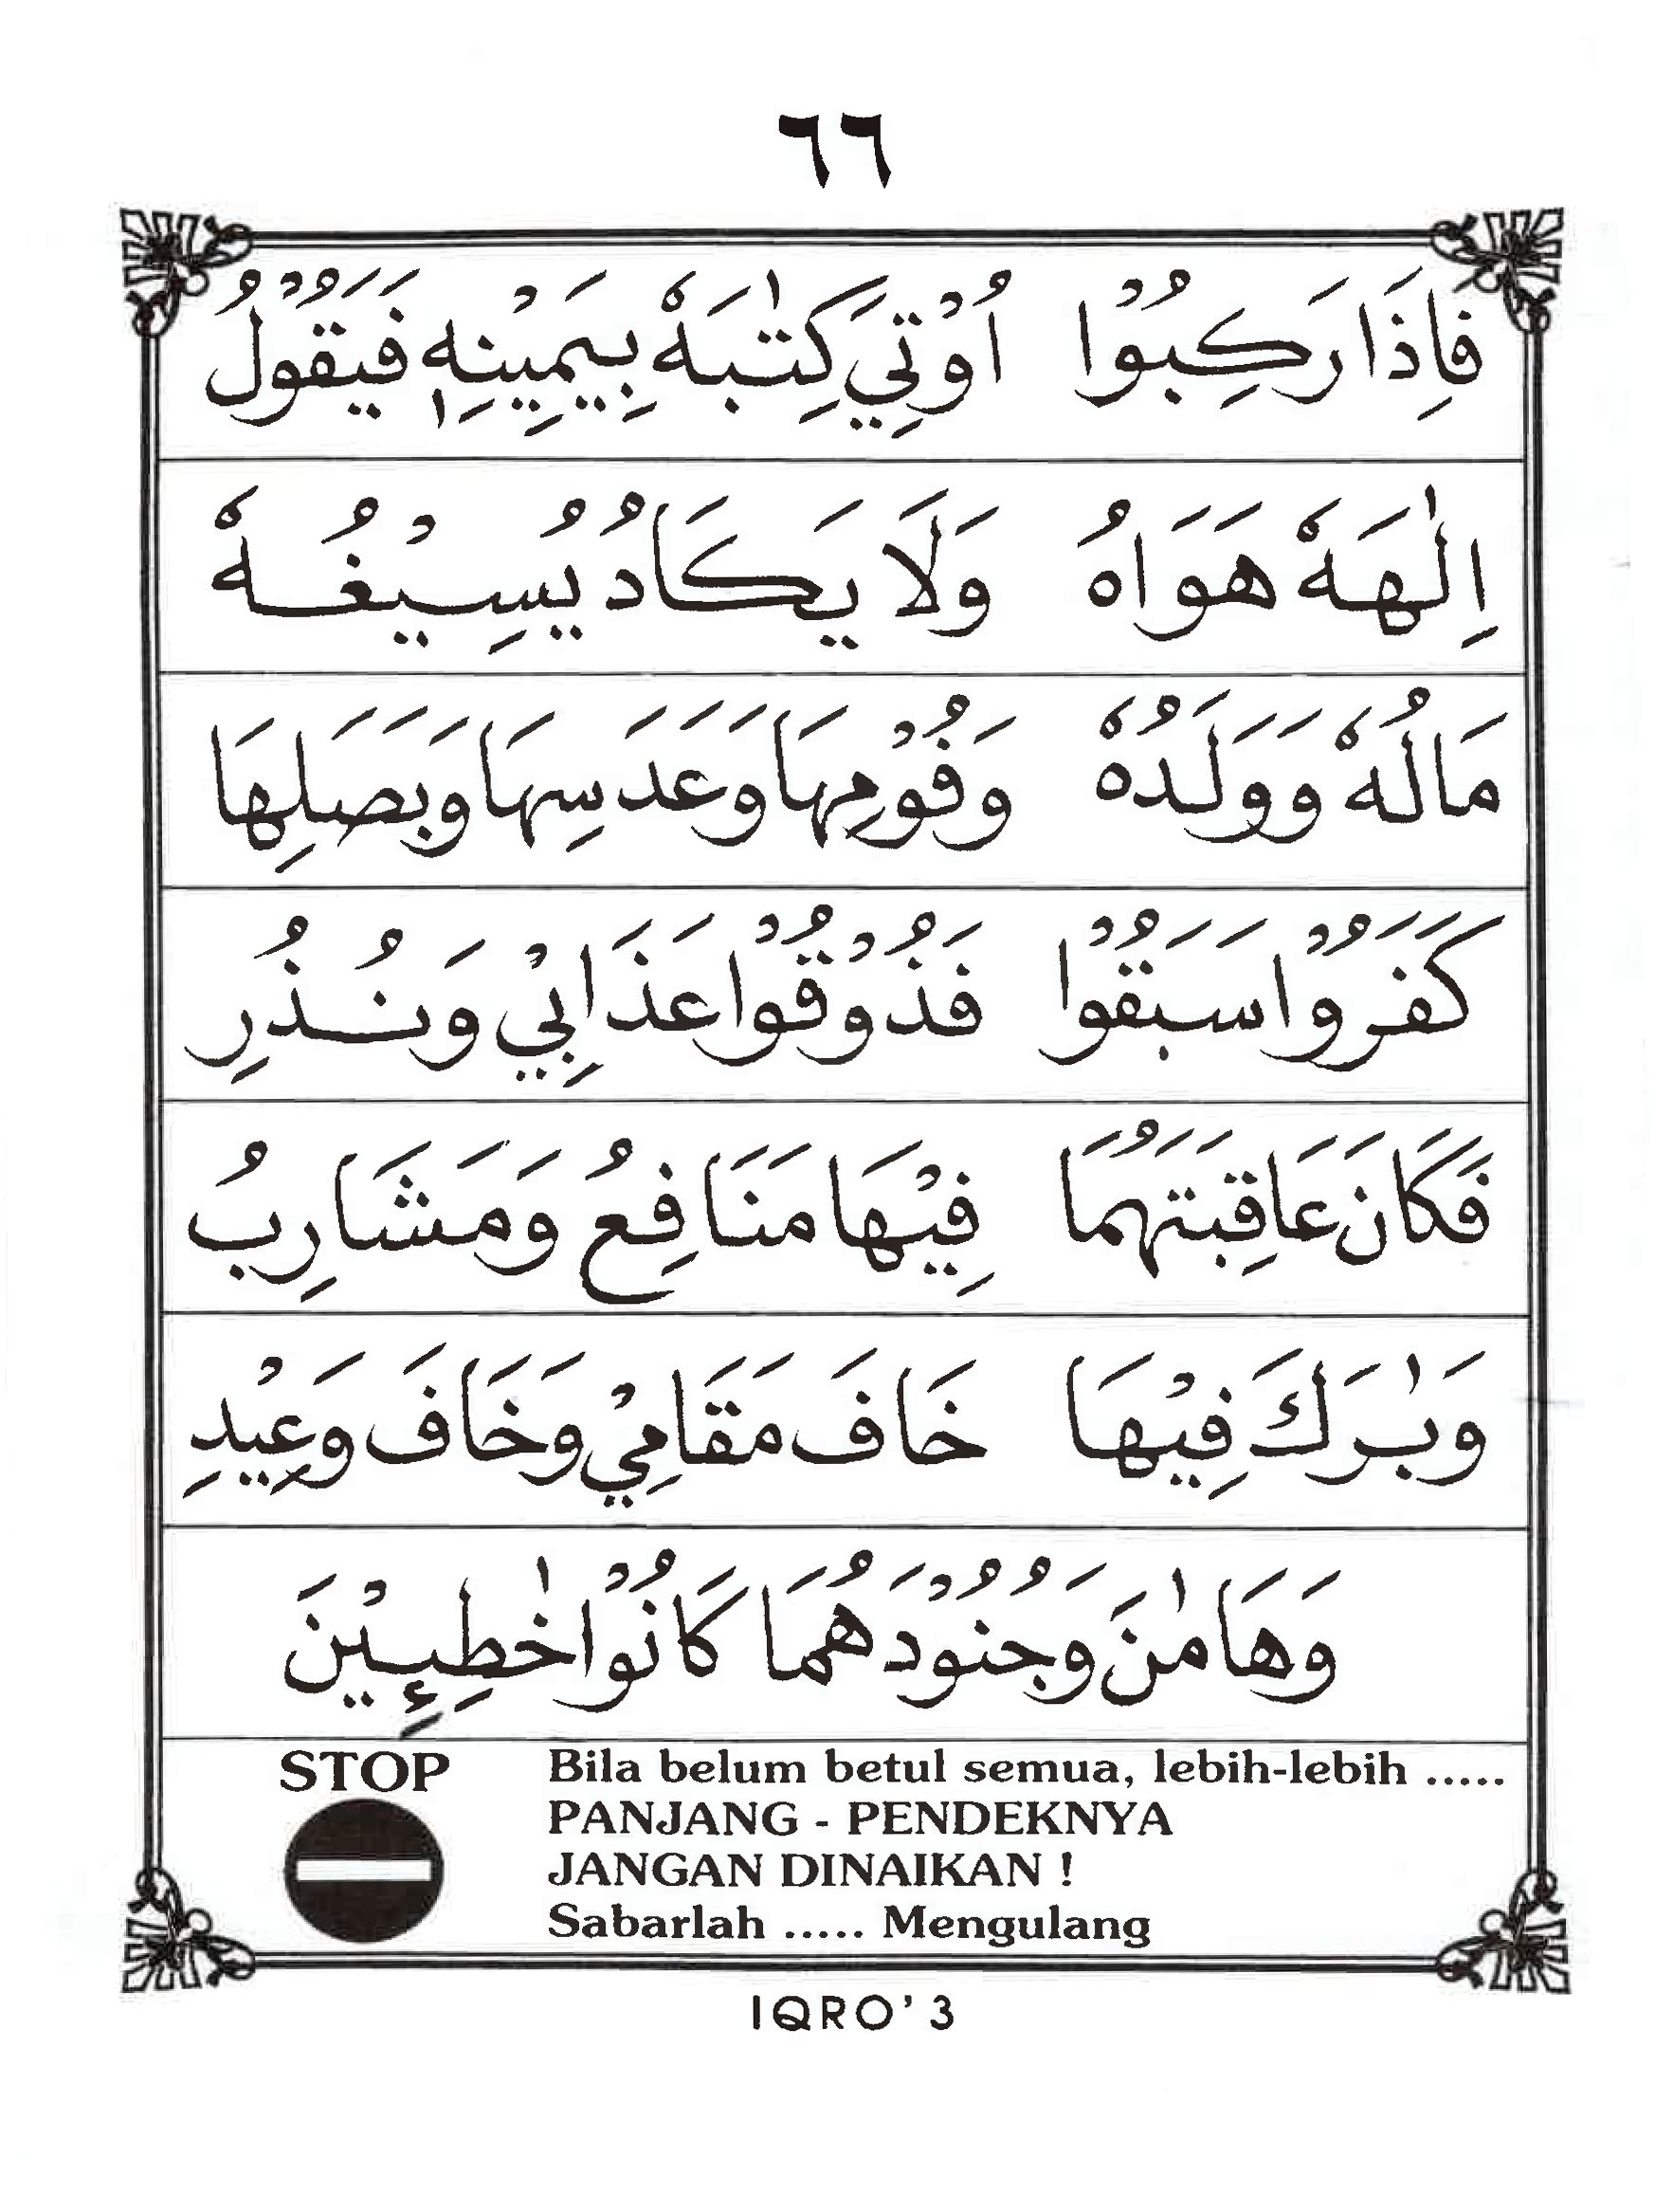 ٦٦
فَاِذَا رَكِبُوْا اُوْتِيَ كِتٰبَهٗ بِيَمِيْنِهٖ فَيَقُوْلُ
اِلٰهَهٗ هَوَاهُ وَلَا يَكَادُ يُسِيْغُهٗ
مَالُهٗ وَوَلَدُهٗ وَفُوْمِهَا وَعَدَسِهَا وَبَصَلِهَا
كَفَرُوْا سَبَقُوْا فَذُوْقُوْا عَذَابِيْ وَنُذُرِ
فَكَانَ عَاقِبَتَهُمَا فِيْهَا مَنَافِعُ وَمَشَارِبُ
وَبٰرَكَ فِيْهَا خَافَ مَقَامِيْ وَخَافَ وَعِيْدِ
وَهَامٰنَ وَجُنُوْدَهُمَا كَانُوْا خٰطِـِٕيْنَ
STOP Bila belum betul semua, lebih-lebih .....
PANJANG - PENDEKNYA
JANGAN DINAIKAN !
Sabarlah ..... Mengulang
IQRO' 3